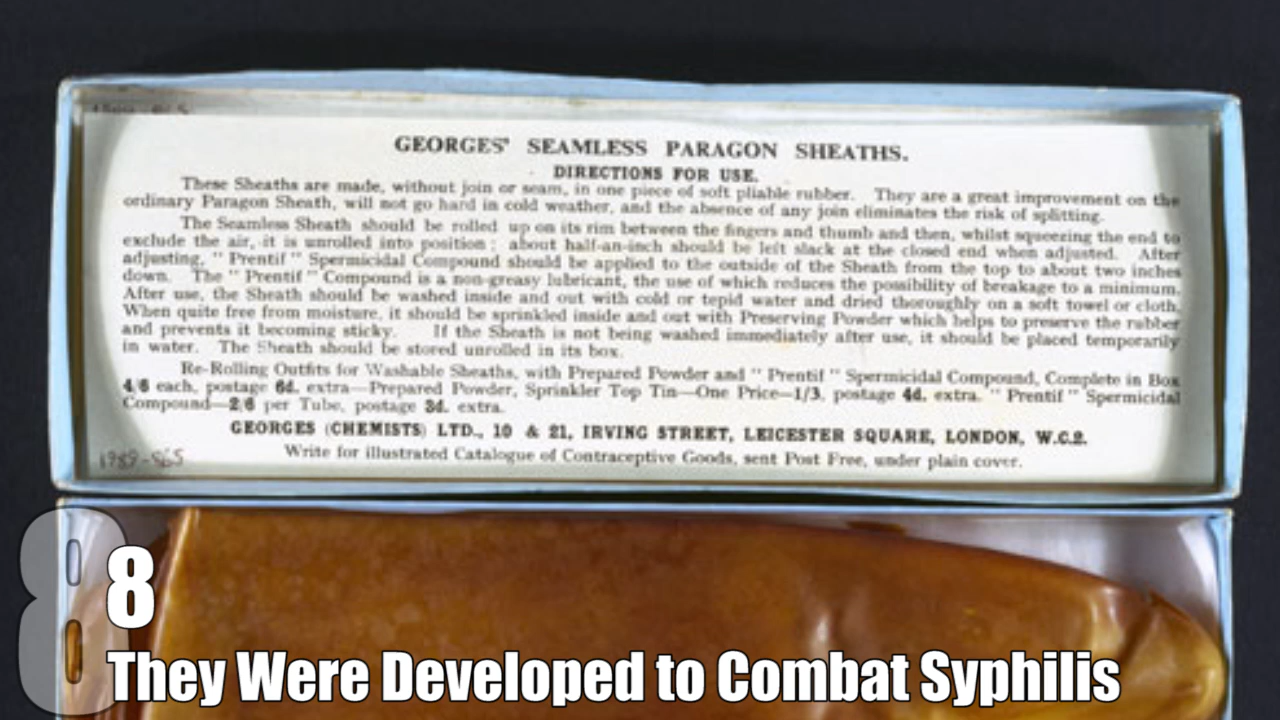 GEORGES' SEAMLESS PARAGON SHEATHS.
DIRECTIONS FOR USE.
These Sheaths are made, without join or seam, in one piece of soft pliable rubber. They are a great improvement on the
ordinary Paragon Sheath, will not go hard in cold weather, and the absence of any join eliminates the risk of splitting.
The Seamless Sheath should be rolled up on its rim between the fingers and thumb and then, whilst squeezing the end to
exclude the air, it is unrolled into position ; about half-an-inch should be left slack at the closed end when adjusted. After
adjusting, " Prentif " Spermicidal Compound should be applied to the outside of the Sheath from the top to about two inches
down. The " Prentif " Compound is a non-greasy lubricant, the use of which reduces the possibility of breakage to a minimum.
After use, the Sheath should be washed inside and out with cold or tepid water and dried thoroughly on a soft towel or cloth.
When quite free from moisture, it should be sprinkled inside and out with Preserving Powder which helps to preserve the rubber
and prevents it becoming sticky. If the Sheath is not being washed immediately after use, it should be placed temporarily
in water. The Sheath should be stored unrolled in its box.
Re-Rolling Outfits for Washable Sheaths, with Prepared Powder and " Prentif " Spermicidal Compound, Complete in Box
4/6 each, postage 6d. extra—Prepared Powder, Sprinkler Top Tin—One Price—1/3, postage 4d. extra. " Prentif " Spermicidal
Compound—2/6 per Tube, postage 3d. extra.
GEORGES (CHEMISTS) LTD., 10 & 21, IRVING STREET, LEICESTER SQUARE, LONDON, W.C.2.
Write for illustrated Catalogue of Contraceptive Goods, sent Post Free, under plain cover.
1989-865
8
8
They Were Developed to Combat Syphilis